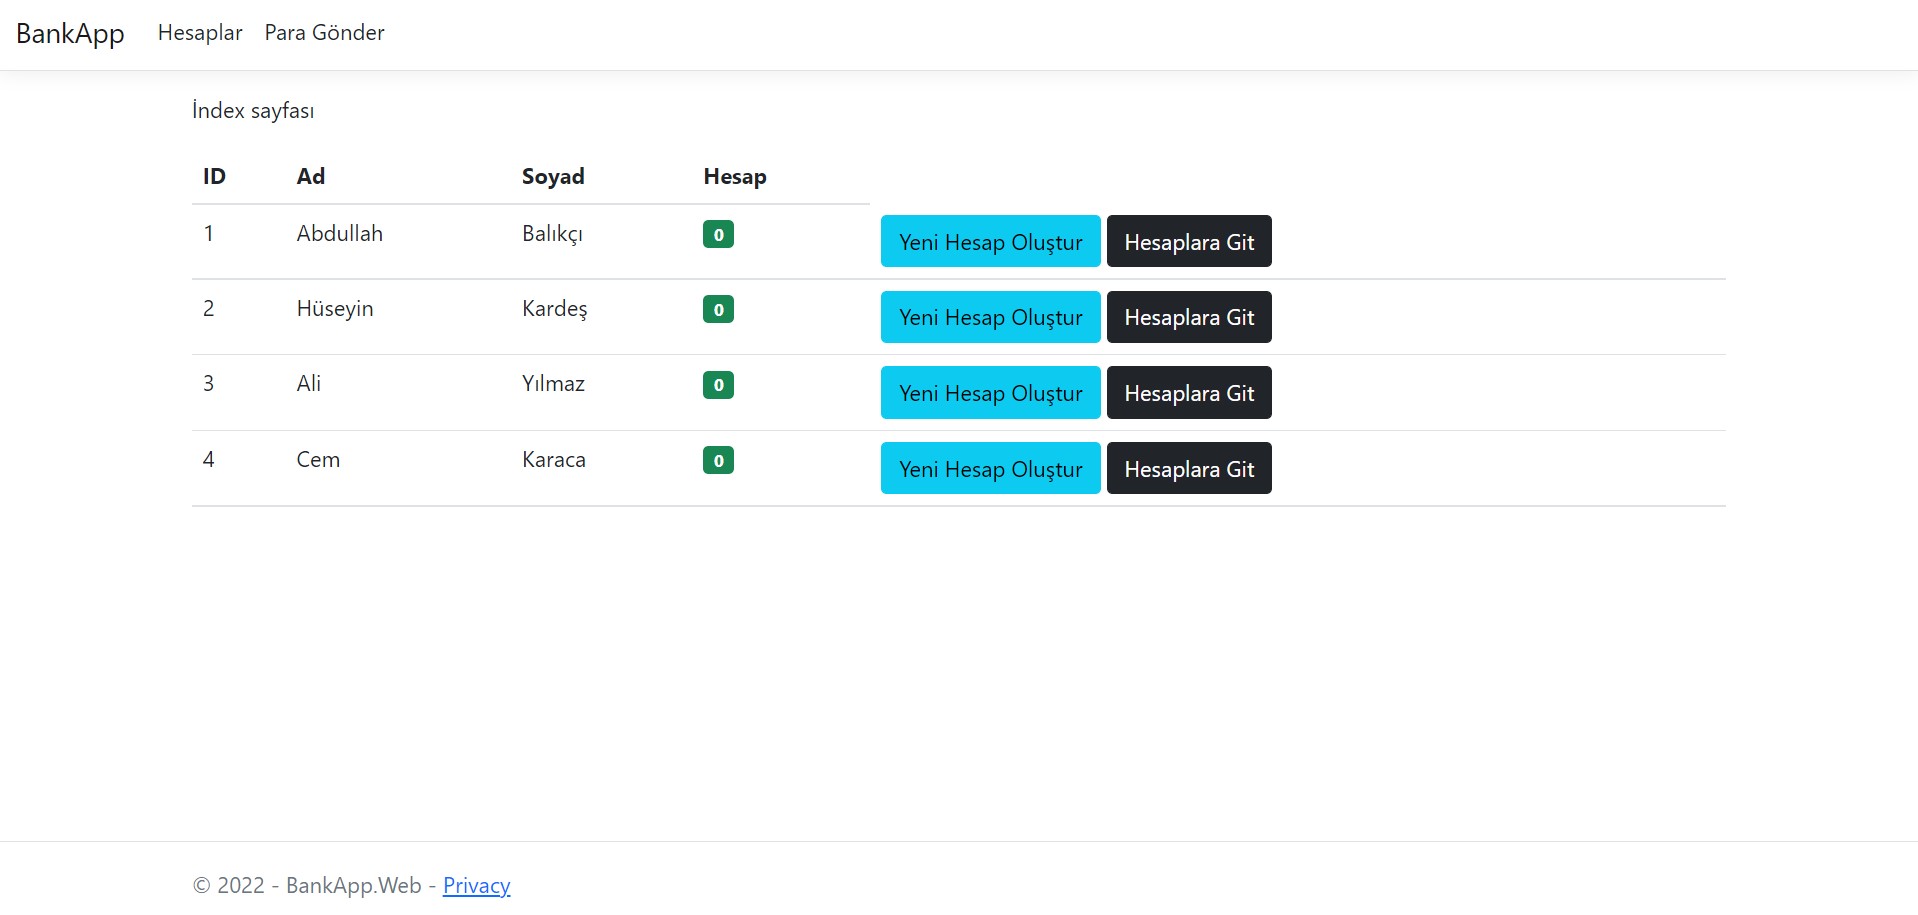 BankApp Hesaplar Para Gönder
İndex sayfası
ID Ad Soyad Hesap
1 Abdullah Balıkçı 0 Yeni Hesap Oluştur Hesaplara Git
2 Hüseyin Kardeş 0 Yeni Hesap Oluştur Hesaplara Git
3 Ali Yılmaz 0 Yeni Hesap Oluştur Hesaplara Git
4 Cem Karaca 0 Yeni Hesap Oluştur Hesaplara Git
© 2022 - BankApp.Web - Privacy